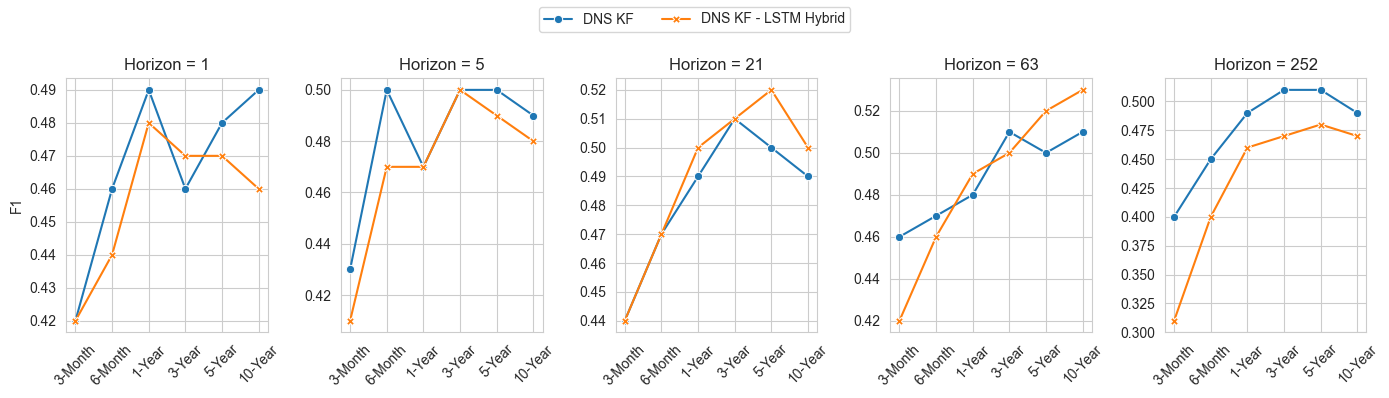 DNS KF
DNS KF - LSTM Hybrid
Horizon = 1
F1
0.49
0.48
0.47
0.46
0.45
0.44
0.43
0.42
3-Month
6-Month
1-Year
3-Year
5-Year
10-Year
Horizon = 5
0.50
0.48
0.46
0.44
0.42
3-Month
6-Month
1-Year
3-Year
5-Year
10-Year
Horizon = 21
0.52
0.51
0.50
0.49
0.48
0.47
0.46
0.45
0.44
3-Month
6-Month
1-Year
3-Year
5-Year
10-Year
Horizon = 63
0.52
0.50
0.48
0.46
0.44
0.42
3-Month
6-Month
1-Year
3-Year
5-Year
10-Year
Horizon = 252
0.500
0.475
0.450
0.425
0.400
0.375
0.350
0.325
0.300
3-Month
6-Month
1-Year
3-Year
5-Year
10-Year